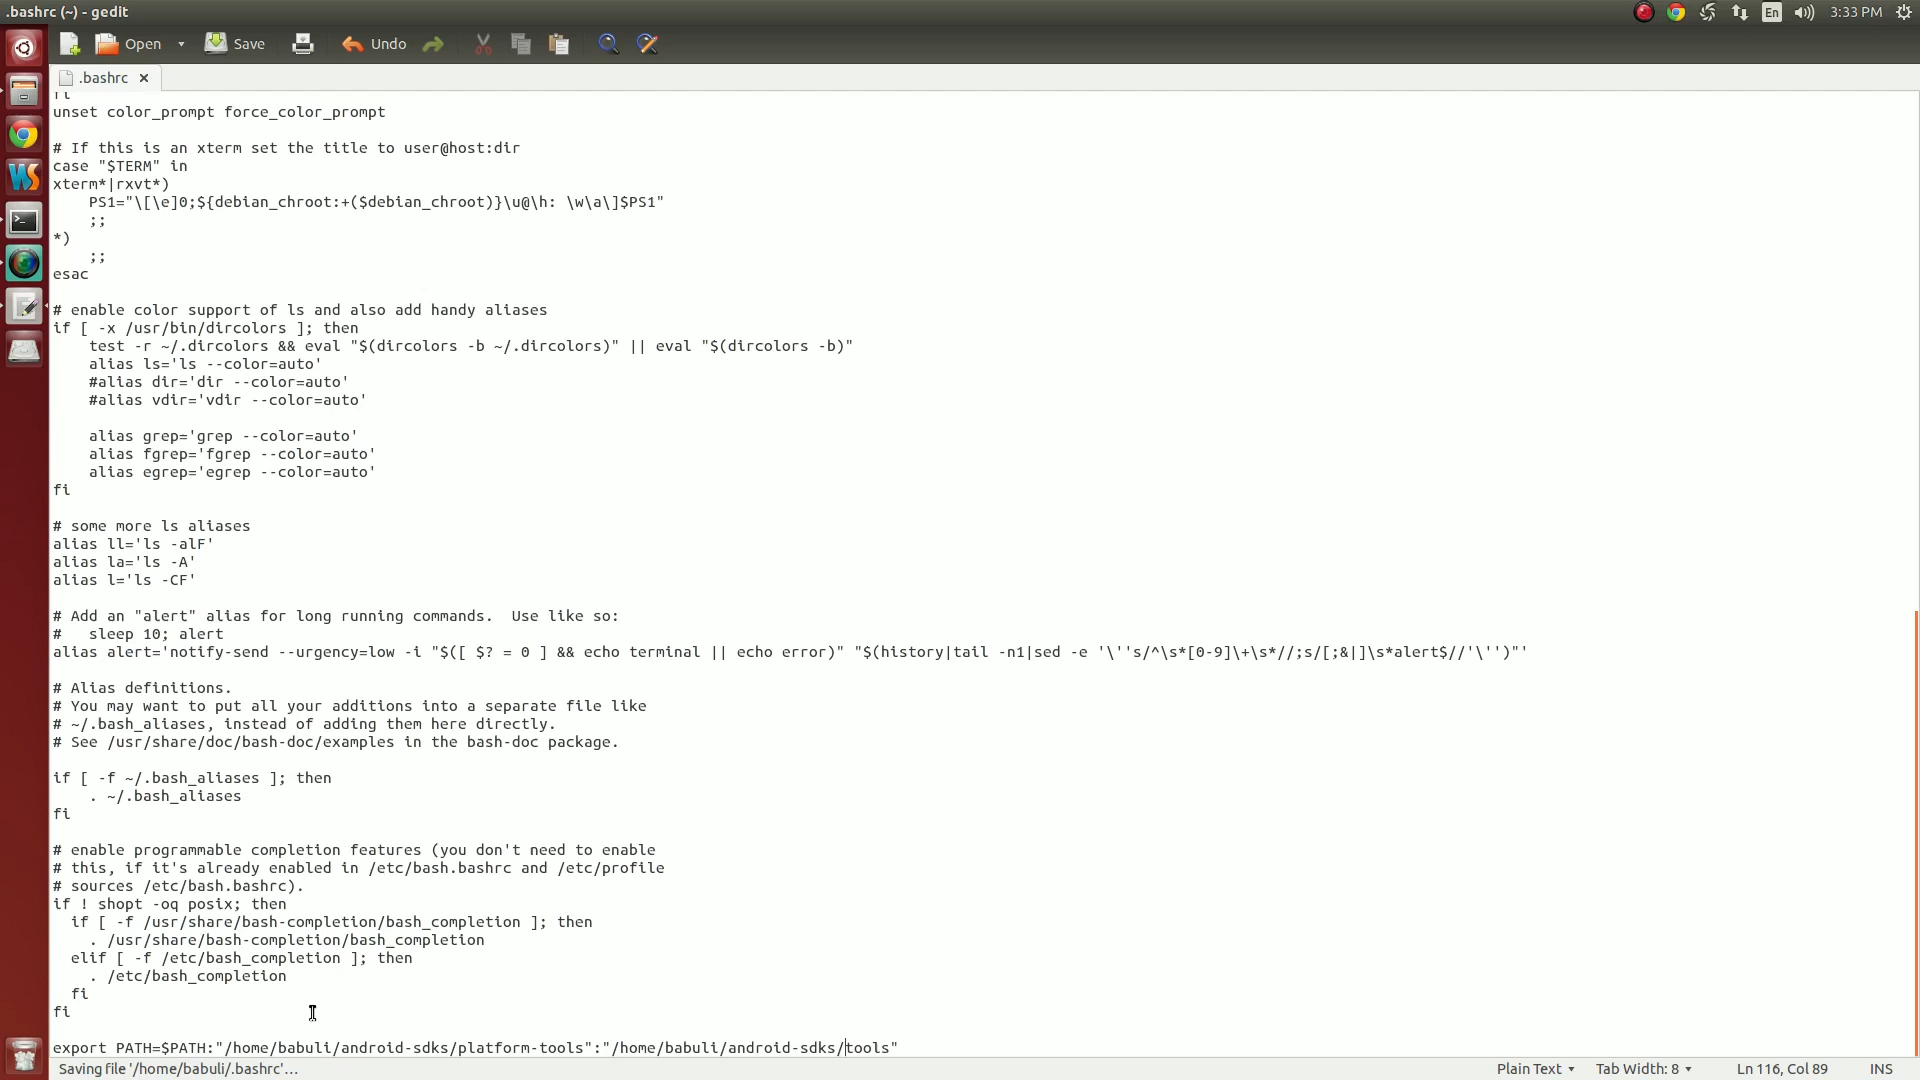 .bashrc (~) - gedit
En
3:33 PM
Open
Save
Undo
.bashrc
fi
unset color_prompt force_color_prompt
# If this is an xterm set the title to user@host:dir
case "$TERM" in
xterm*|rxvt*)
    PS1="\[\e]0;${debian_chroot:+($debian_chroot)}\u@\h: \w\a\]$PS1"
    ;;
*)
    ;;
esac
# enable color support of ls and also add handy aliases
if [ -x /usr/bin/dircolors ]; then
    test -r ~/.dircolors && eval "$(dircolors -b ~/.dircolors)" || eval "$(dircolors -b)"
    alias ls='ls --color=auto'
    #alias dir='dir --color=auto'
    #alias vdir='vdir --color=auto'
    alias grep='grep --color=auto'
    alias fgrep='fgrep --color=auto'
    alias egrep='egrep --color=auto'
fi
# some more ls aliases
alias ll='ls -alF'
alias la='ls -A'
alias l='ls -CF'
# Add an "alert" alias for long running commands.  Use like so:
#   sleep 10; alert
alias alert='notify-send --urgency=low -i "$([ $? = 0 ] && echo terminal || echo error)" "$(history|tail -n1|sed -e '\''s/^\s*[0-9]\+\s*//;s/[;&|]\s*alert$//'\'')"'
# Alias definitions.
# You may want to put all your additions into a separate file like
# ~/.bash_aliases, instead of adding them here directly.
# See /usr/share/doc/bash-doc/examples in the bash-doc package.
if [ -f ~/.bash_aliases ]; then
    . ~/.bash_aliases
fi
# enable programmable completion features (you don't need to enable
# this, if it's already enabled in /etc/bash.bashrc and /etc/profile
# sources /etc/bash.bashrc).
if ! shopt -oq posix; then
  if [ -f /usr/share/bash-completion/bash_completion ]; then
    . /usr/share/bash-completion/bash_completion
  elif [ -f /etc/bash_completion ]; then
    . /etc/bash_completion
  fi
fi
export PATH=$PATH:"/home/babuli/android-sdks/platform-tools":"/home/babuli/android-sdks/tools"
Saving file '/home/babuli/.bashrc'...
Plain Text
Tab Width: 8
Ln 116, Col 89
INS